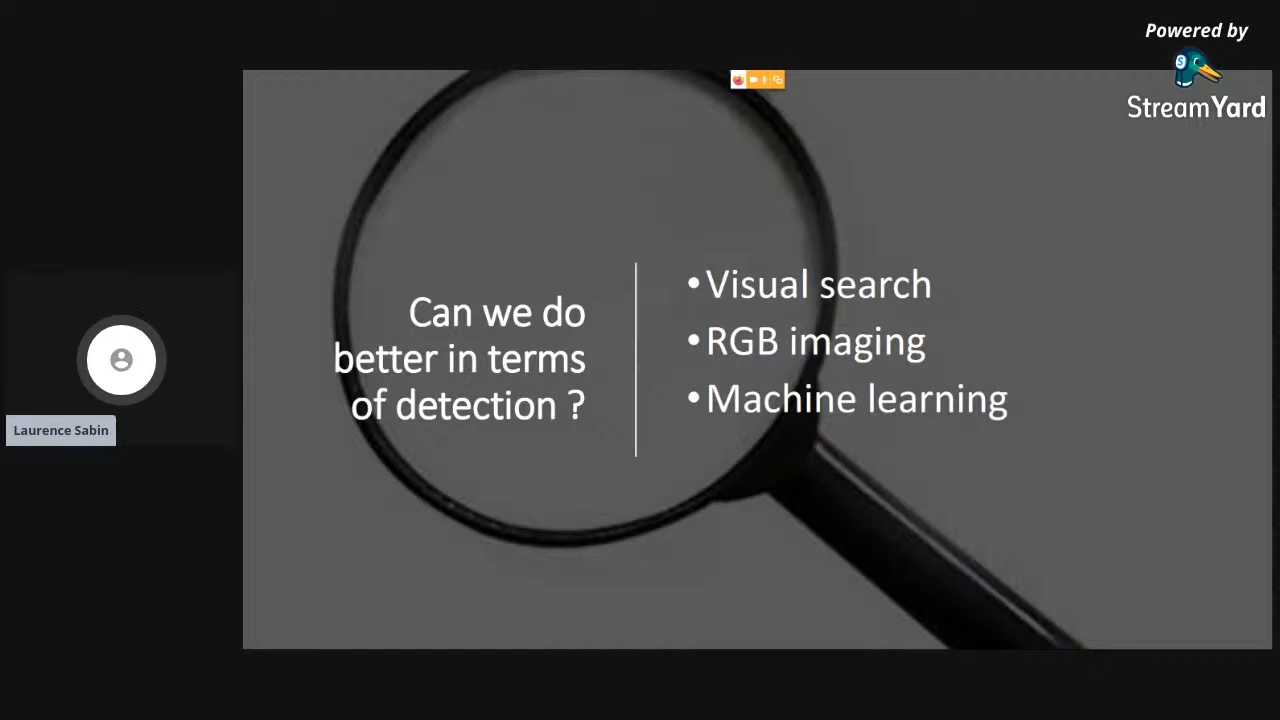 Powered by
StreamYard
Can we do
better in terms
of detection ?
•Visual search
•RGB imaging
•Machine learning
Laurence Sabin